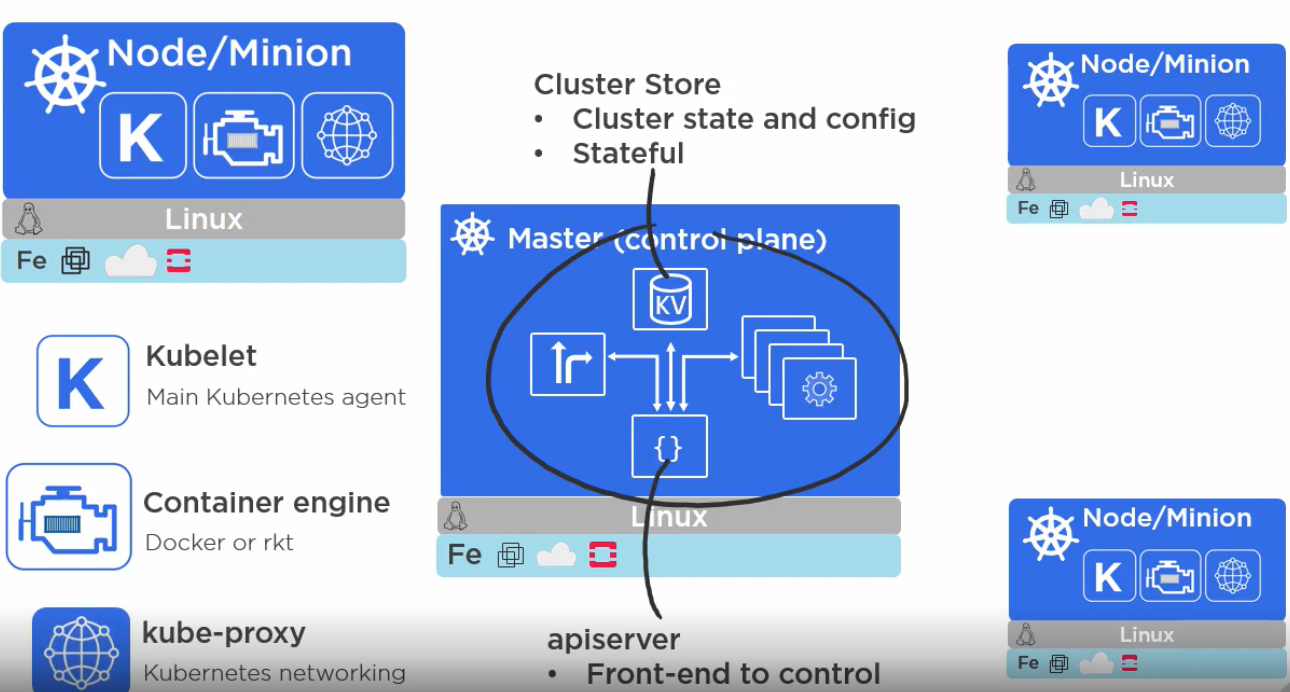 Node/Minion
K
Linux
Fe
Kubelet
Main Kubernetes agent
K
Container engine
Docker or rkt
kube-proxy
Kubernetes networking
Cluster Store
• Cluster state and config
• Stateful
Master (control plane)
KV
{}
Linux
Fe
apiserver
• Front-end to control
Node/Minion
K
Linux
Fe
Node/Minion
K
Linux
Fe